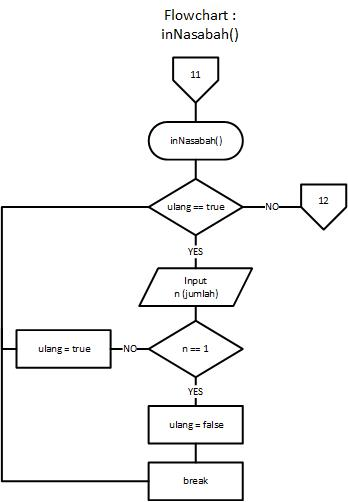 Flowchart :
inNasabah()
11
inNasabah()
ulang == true
NO
12
YES
Input
n (jumlah)
ulang = true
NO
n == 1
YES
ulang = false
break